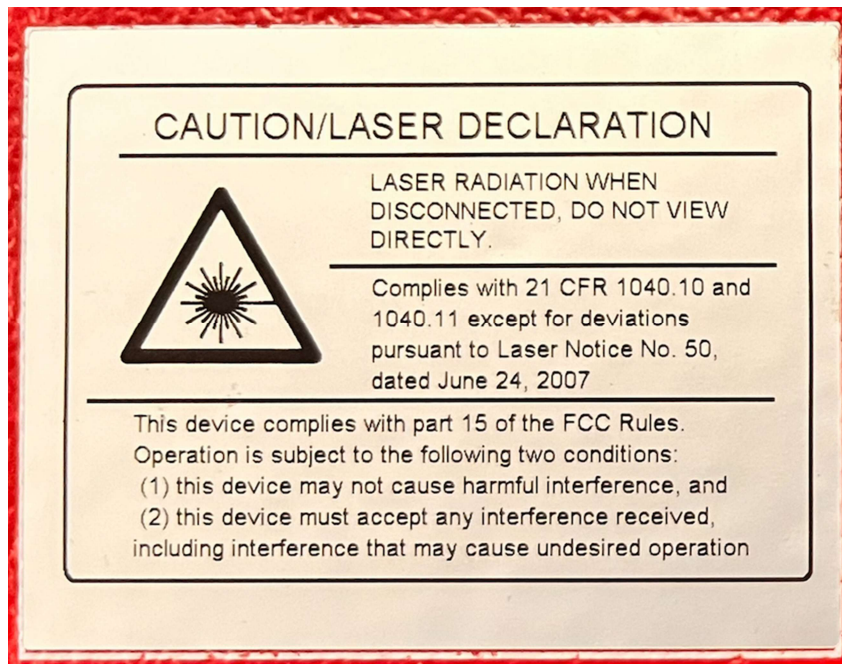 CAUTION/LASER DECLARATION
LASER RADIATION WHEN
DISCONNECTED, DO NOT VIEW
DIRECTLY.
Complies with 21 CFR 1040.10 and
1040.11 except for deviations
pursuant to Laser Notice No. 50,
dated June 24, 2007
This device complies with part 15 of the FCC Rules.
Operation is subject to the following two conditions:
(1) this device may not cause harmful interference, and
(2) this device must accept any interference received,
including interference that may cause undesired operation